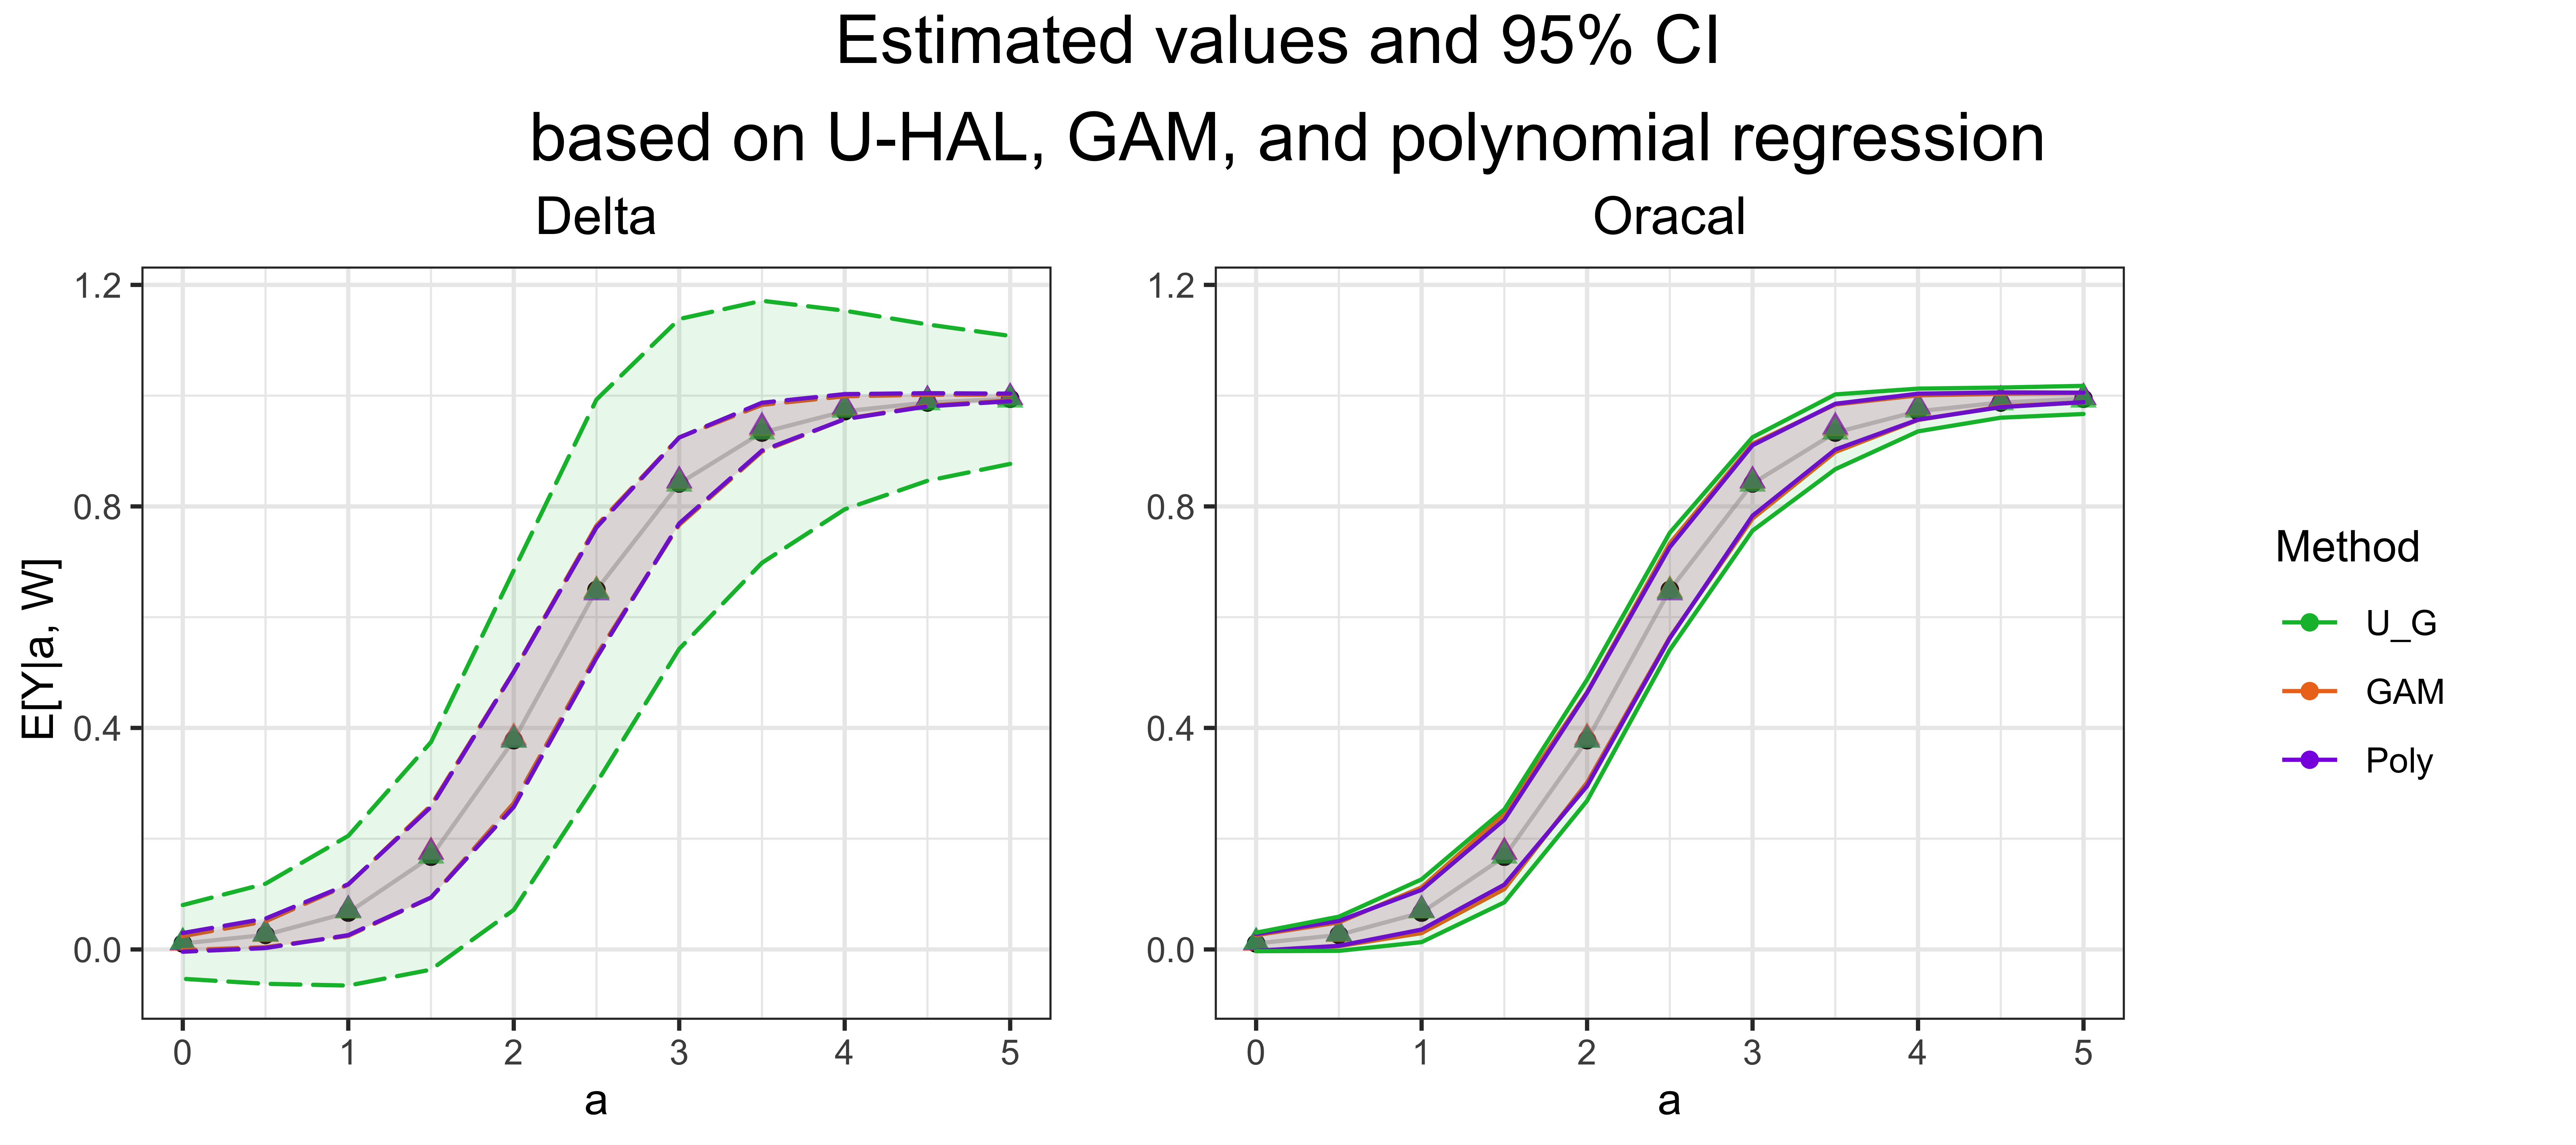 Estimated values and 95% CI
based on U-HAL, GAM, and polynomial regression
Delta
Oracal
E[Y|a, W]
1.2
0.8
0.4
0.0
0 1 2 3 4 5
a
1.2
0.8
0.4
0.0
0 1 2 3 4 5
a
Method
U_G
GAM
Poly